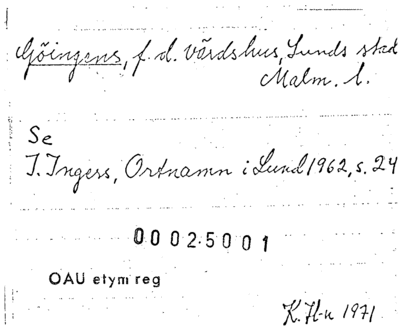 Göingens, f. d. värdshus, Lunds stad
Malm. l.
Se
I. Ingers, Ortnamn i Lund 1962, s. 24
00025001
OAU etym reg
K. H-n 1971